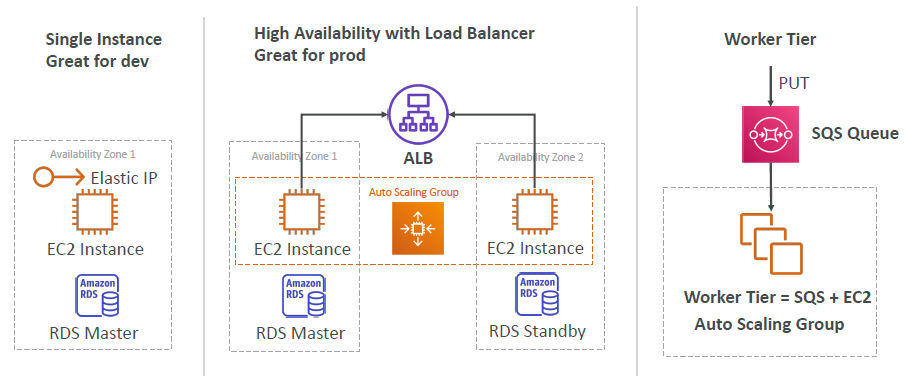 Single Instance
Great for dev
Availability Zone 1
Elastic IP
EC2 Instance
Amazon
RDS
RDS Master
High Availability with Load Balancer
Great for prod
ALB
Availability Zone 1
Availability Zone 2
Auto Scaling Group
EC2 Instance
EC2 Instance
Amazon
RDS
RDS Master
Amazon
RDS
RDS Standby
Worker Tier
PUT
SQS Queue
Worker Tier = SQS + EC2
Auto Scaling Group